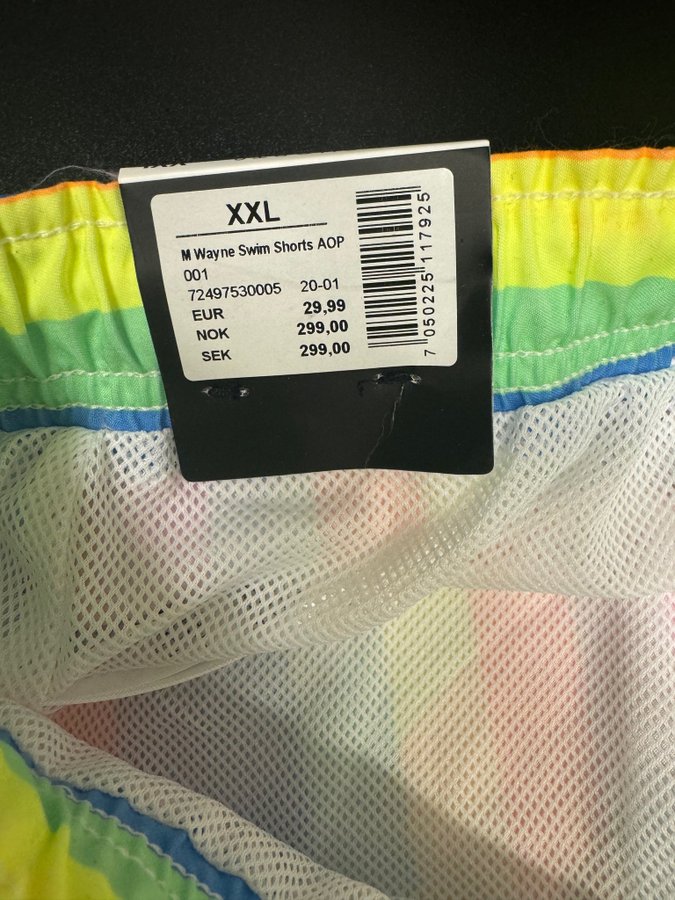 XXL
M Wayne Swim Shorts AOP
001
72497530005 20-01
EUR 29,99
NOK 299,00
SEK 299,00
7 050225 117925